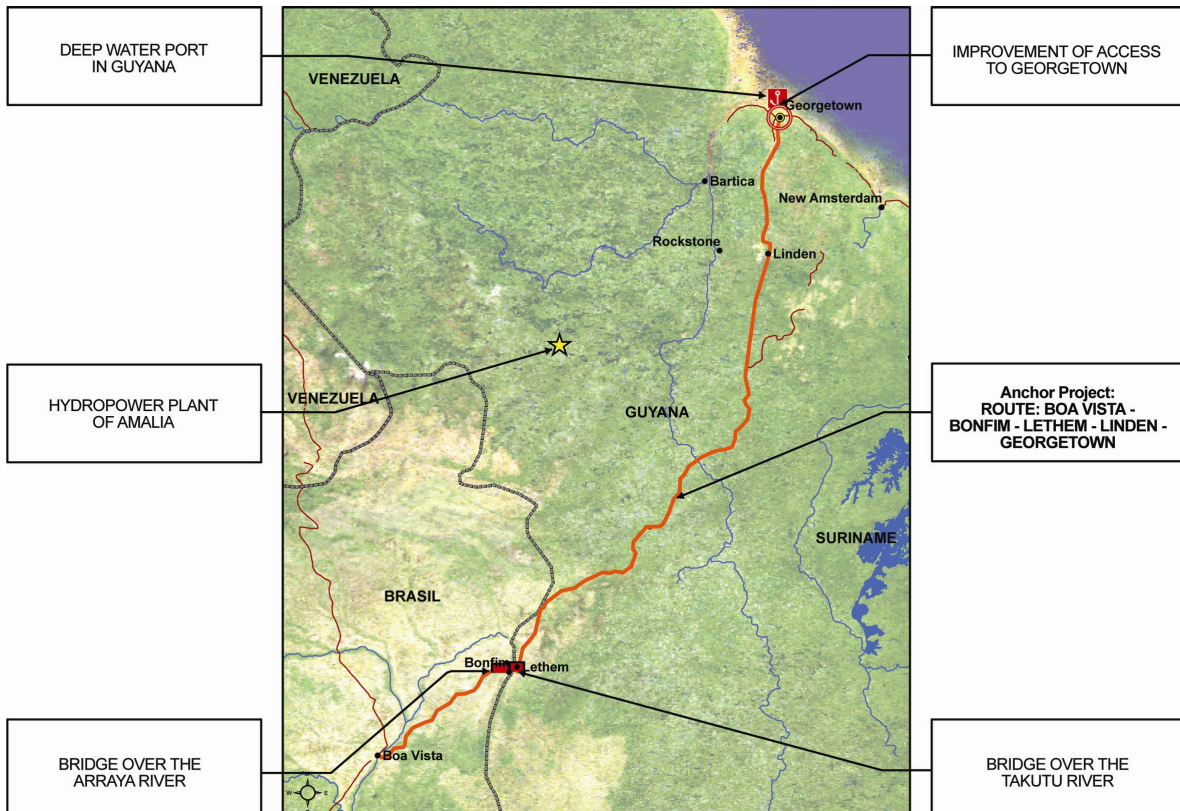 DEEP WATER PORT
IN GUYANA
IMPROVEMENT OF ACCESS
TO GEORGETOWN
VENEZUELA
Georgetown
Bartica
New Amsterdam
Rockstone
Linden
HYDROPOWER PLANT
OF AMALIA
VENEZUELA
GUYANA
Anchor Project:
ROUTE: BOA VISTA -
BONFIM - LETHEM - LINDEN -
GEORGETOWN
SURINAME
BRASIL
Bonfim
Lethem
Boa Vista
BRIDGE OVER THE
ARRAYA RIVER
BRIDGE OVER THE
TAKUTU RIVER
W E